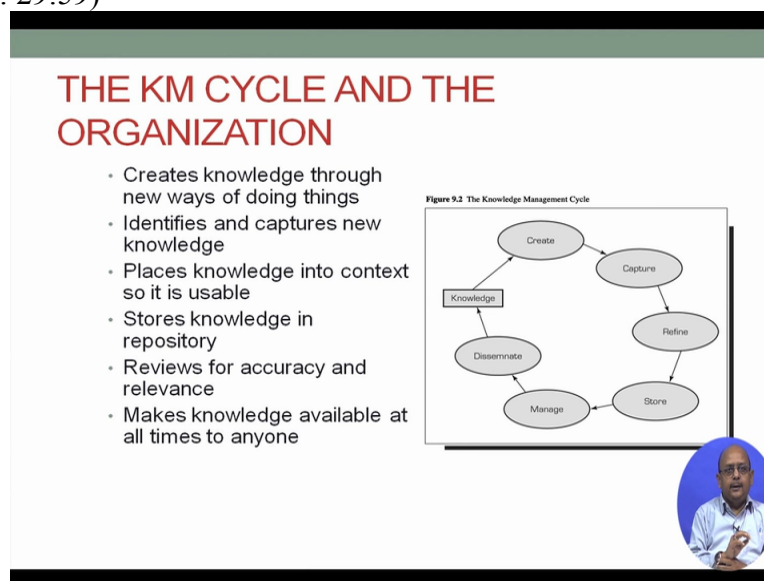 : 29:59)
THE KM CYCLE AND THE
ORGANIZATION
• Creates knowledge through
new ways of doing things
• Identifies and captures new
knowledge
• Places knowledge into context
so it is usable
• Stores knowledge in
repository
• Reviews for accuracy and
relevance
• Makes knowledge available at
all times to anyone
Figure 9.2 The Knowledge Management Cycle
Create
Capture
Knowledge
Refine
Dissemnate
Store
Manage